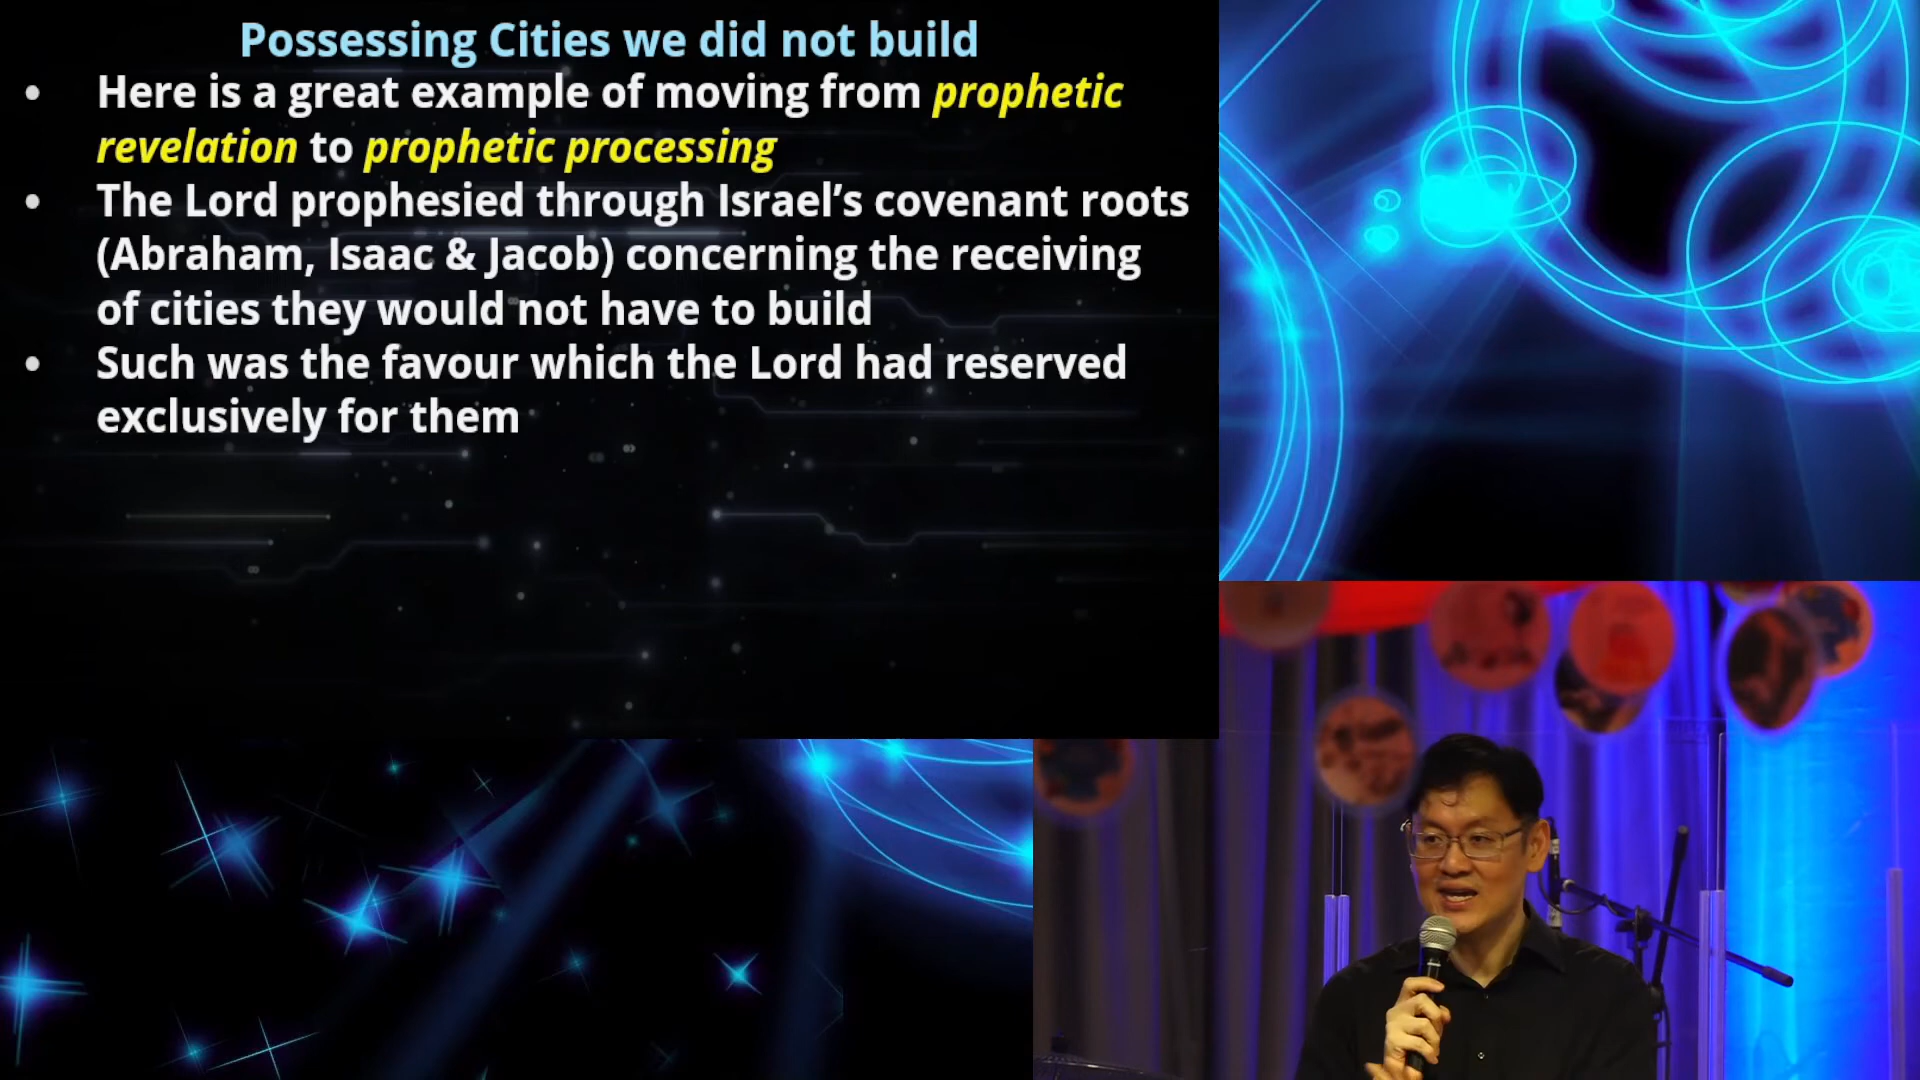 Possessing Cities we did not build
• Here is a great example of moving from prophetic
revelation to prophetic processing
• The Lord prophesied through Israel’s covenant roots
(Abraham, Isaac & Jacob) concerning the receiving
of cities they would not have to build
• Such was the favour which the Lord had reserved
exclusively for them